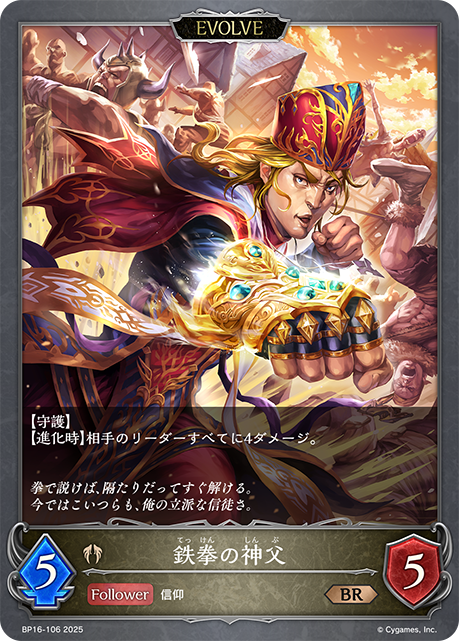 EVOLVE
【守護】
【進化時】相手のリーダーすべてに4ダメージ。
拳で説けば、隔たりだってすぐ解ける。
今ではこいつらも、俺の立派な信徒さ。
てっけん しんぷ
鉄拳の神父
5
Follower 信仰
BR
5
BP16-106 2025
© Cygames, Inc.